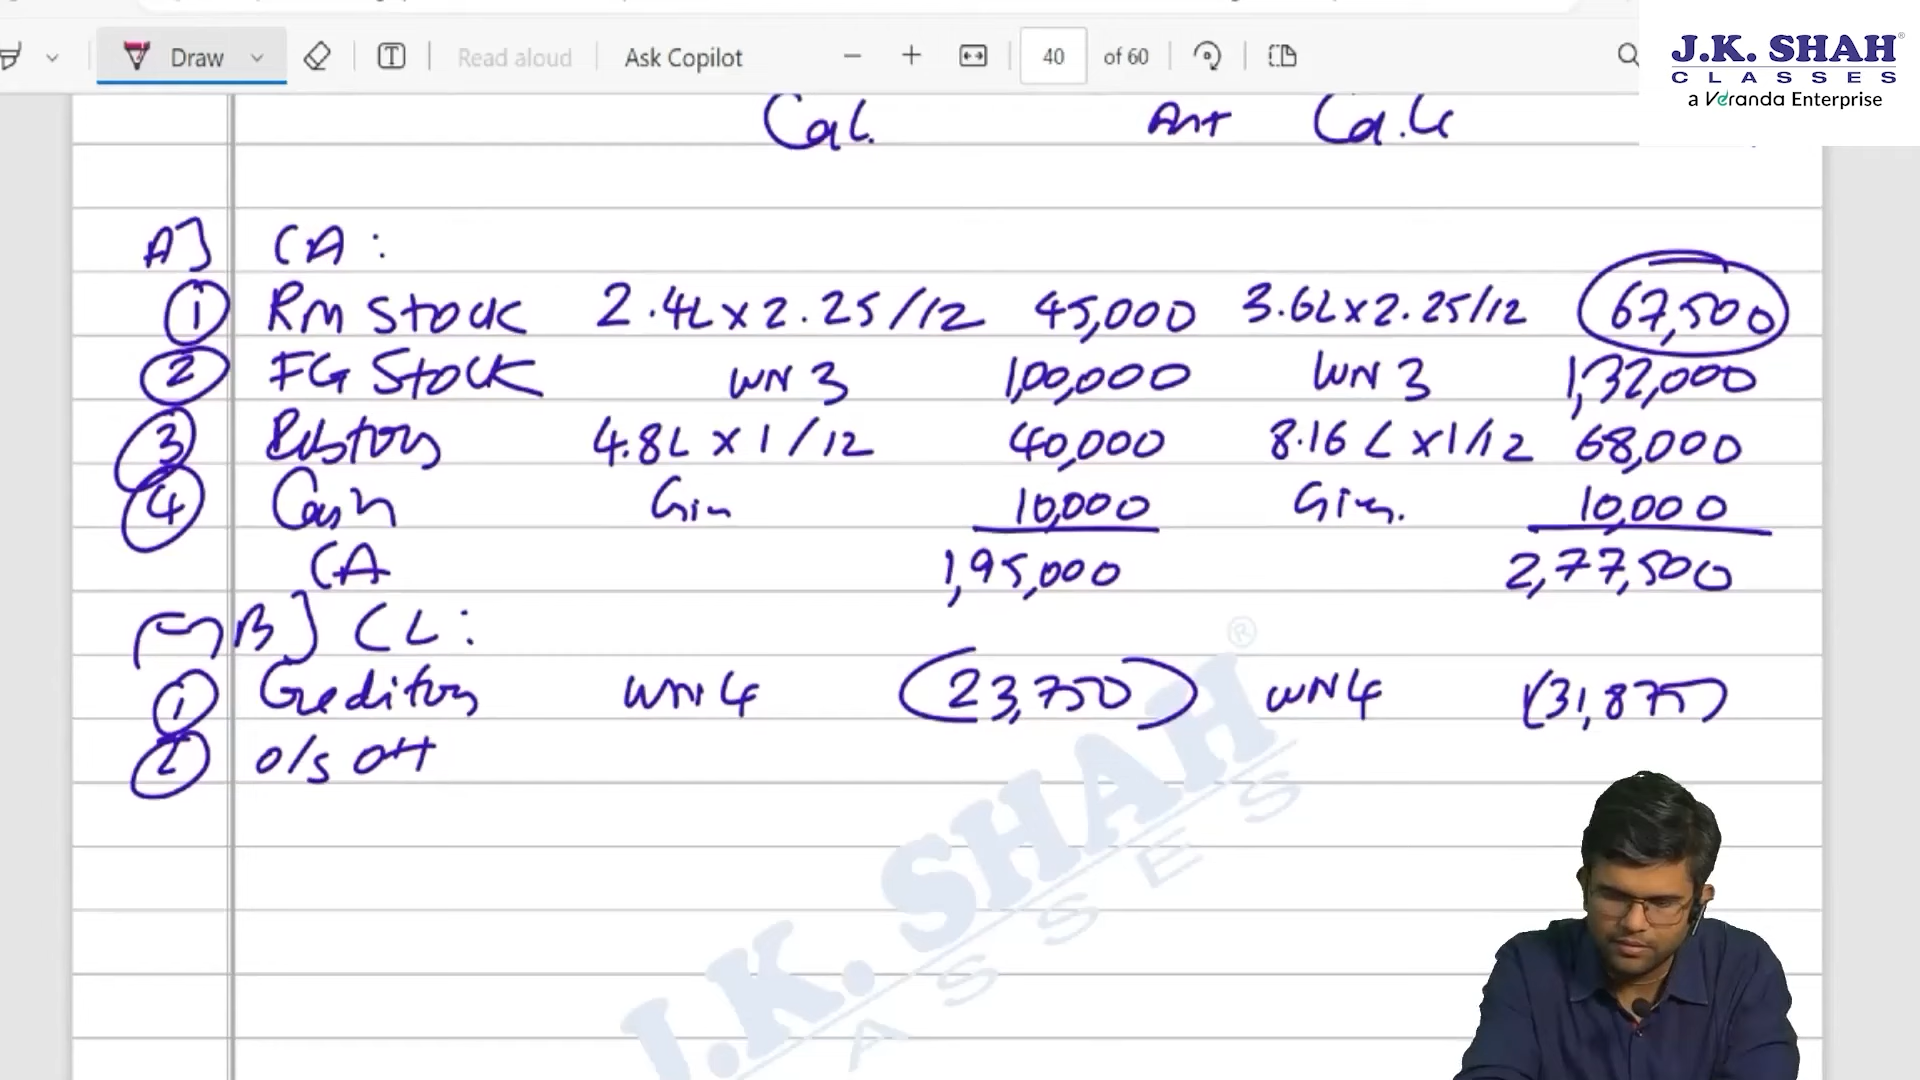 Draw
Read aloud
Ask Copilot
40 of 60
J.K. SHAH®
CLASSES
a Veranda Enterprise
Cal. Amt Calc
A] CA:
① RM Stock 2.4L x 2.25/12 45,000 3.6L x 2.25/12 67,500
② FG Stock WN 3 1,00,000 WN 3 1,32,000
③ Debtors 4.8L x 1/12 40,000 8.16L x 1/12 68,000
④ Cash Given 10,000 Given. 10,000
CA 1,95,000 2,77,500
(-) B] CL:
① Creditors WN 4 (23,750) WN 4 (31,875)
② o/s OH
J.K. SHAH®